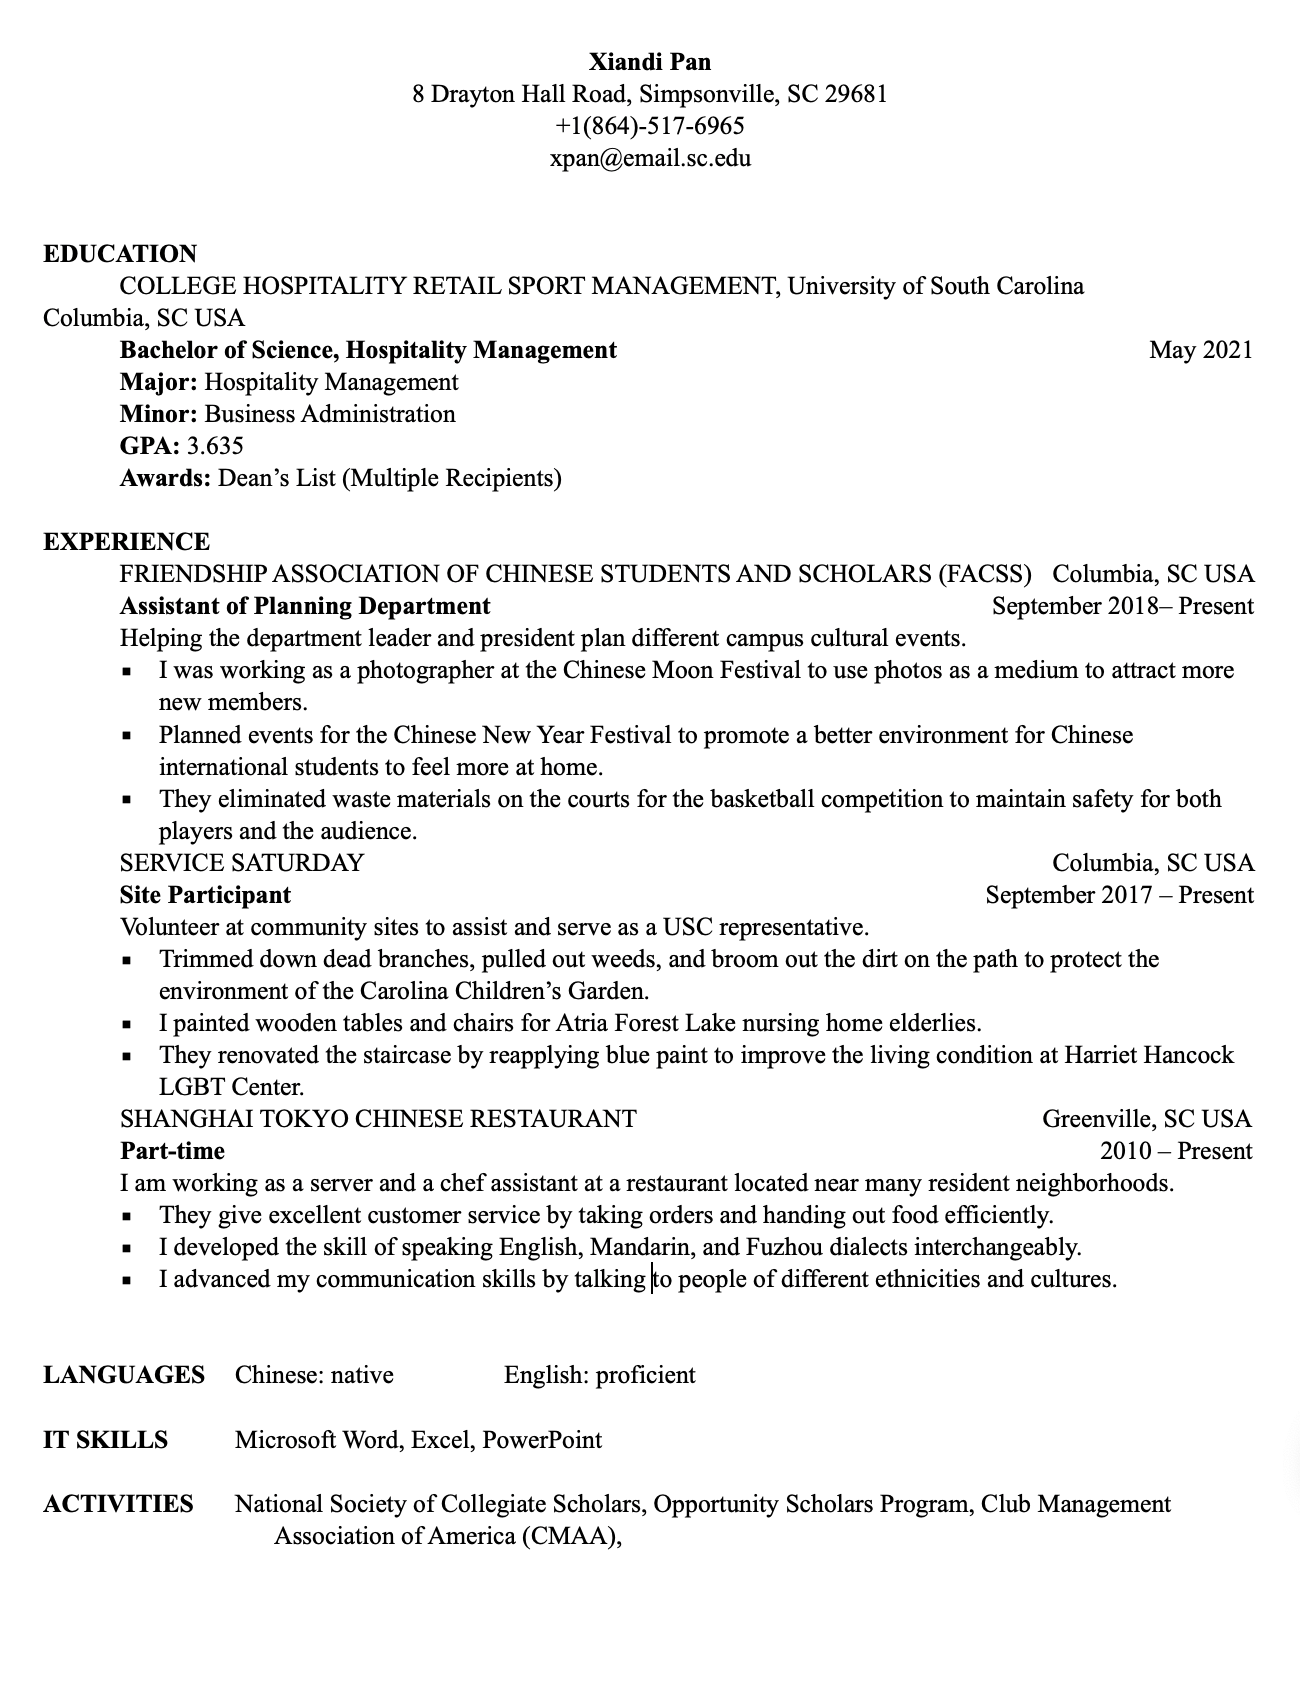 Xiandi Pan
8 Drayton Hall Road, Simpsonville, SC 29681
+1(864)-517-6965
xpan@email.sc.edu
EDUCATION
COLLEGE HOSPITALITY RETAIL SPORT MANAGEMENT, University of South Carolina
Columbia, SC USA
Bachelor of Science, Hospitality Management May 2021
Major: Hospitality Management
Minor: Business Administration
GPA: 3.635
Awards: Dean’s List (Multiple Recipients)
EXPERIENCE
FRIENDSHIP ASSOCIATION OF CHINESE STUDENTS AND SCHOLARS (FACSS) Columbia, SC USA
Assistant of Planning Department September 2018– Present
Helping the department leader and president plan different campus cultural events.
▪ I was working as a photographer at the Chinese Moon Festival to use photos as a medium to attract more
new members.
▪ Planned events for the Chinese New Year Festival to promote a better environment for Chinese
international students to feel more at home.
▪ They eliminated waste materials on the courts for the basketball competition to maintain safety for both
players and the audience.
SERVICE SATURDAY Columbia, SC USA
Site Participant September 2017 – Present
Volunteer at community sites to assist and serve as a USC representative.
▪ Trimmed down dead branches, pulled out weeds, and broom out the dirt on the path to protect the
environment of the Carolina Children’s Garden.
▪ I painted wooden tables and chairs for Atria Forest Lake nursing home elderlies.
▪ They renovated the staircase by reapplying blue paint to improve the living condition at Harriet Hancock
LGBT Center.
SHANGHAI TOKYO CHINESE RESTAURANT Greenville, SC USA
Part-time 2010 – Present
I am working as a server and a chef assistant at a restaurant located near many resident neighborhoods.
▪ They give excellent customer service by taking orders and handing out food efficiently.
▪ I developed the skill of speaking English, Mandarin, and Fuzhou dialects interchangeably.
▪ I advanced my communication skills by talking to people of different ethnicities and cultures.
LANGUAGES Chinese: native English: proficient
IT SKILLS Microsoft Word, Excel, PowerPoint
ACTIVITIES National Society of Collegiate Scholars, Opportunity Scholars Program, Club Management
Association of America (CMAA),